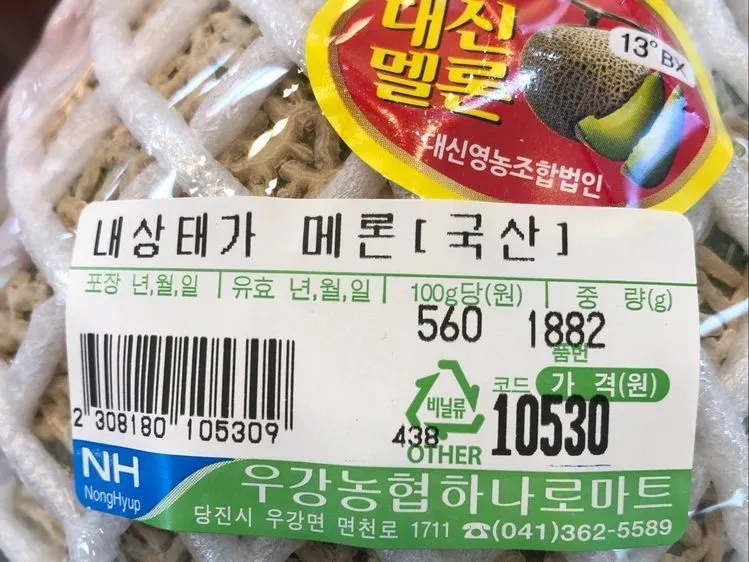 대신
멜론
13° BX
대신영농조합법인
내상태가 메론[국산]
포장 년,월,일 유효 년,월,일 100g당(원) 중 량(g)
560 1882
품번
비닐류 코드 가 격(원)
438 10530
OTHER
2 308180 105309
NH
NongHyup
우강농협하나로마트
당진시 우강면 면천로 1711 ☎(041)362-5589